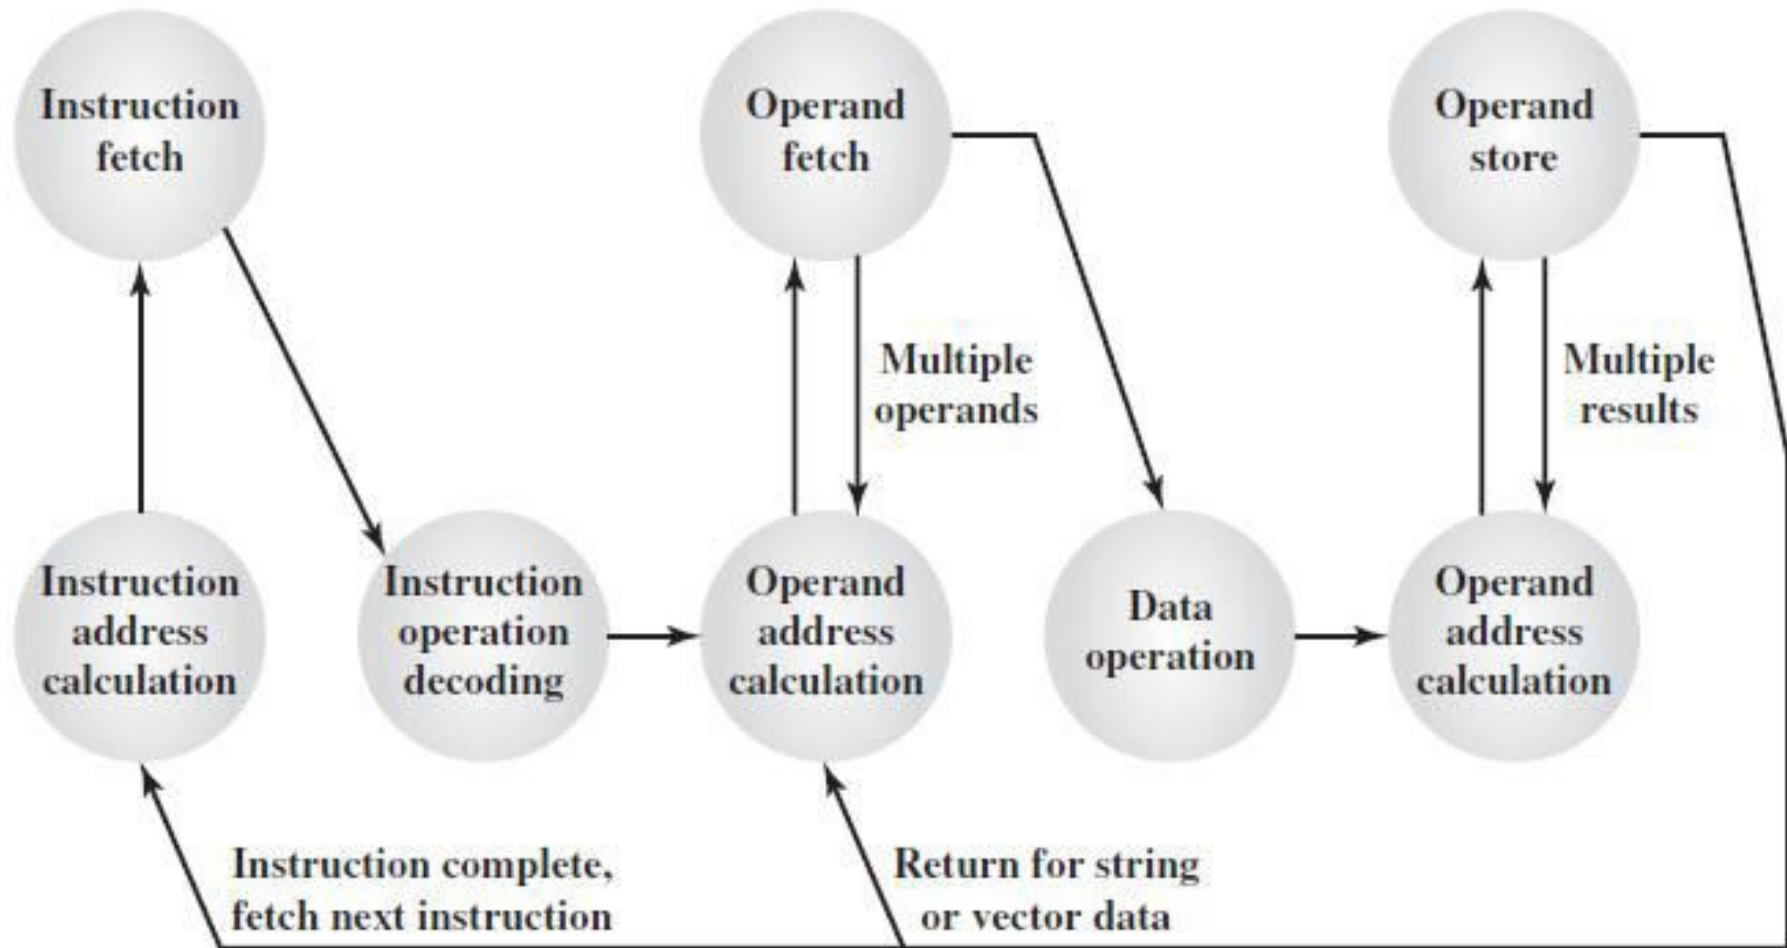 Instruction
fetch
Operand
fetch
Operand
store
Multiple
operands
Multiple
results
Instruction
address
calculation
Instruction
operation
decoding
Operand
address
calculation
Data
operation
Operand
address
calculation
Instruction complete,
fetch next instruction
Return for string
or vector data